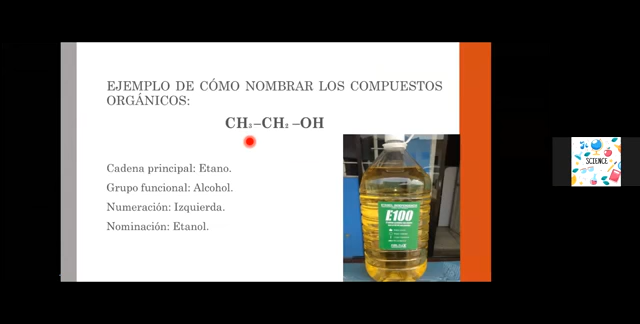 EJEMPLO DE CÓMO NOMBRAR LOS COMPUESTOS
ORGÁNICOS:
CH₃ –CH₂ –OH
Cadena principal: Etano.
Grupo funcional: Alcohol.
Numeración: Izquierda.
Nominación: Etanol.
E100
SCIENCE